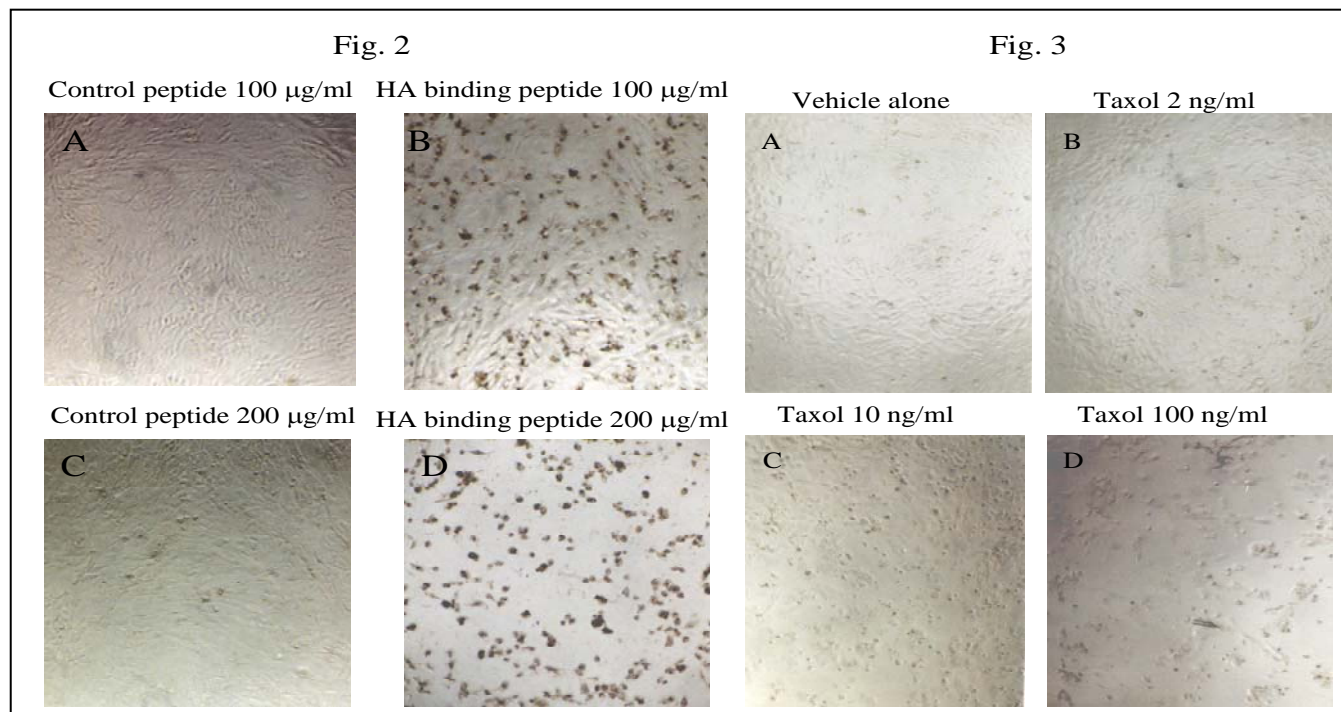 Fig. 2
Control peptide 100 μg/ml
HA binding peptide 100 μg/ml
A
B
Control peptide 200 μg/ml
HA binding peptide 200 μg/ml
C
D
Fig. 3
Vehicle alone
Taxol 2 ng/ml
A
B
Taxol 10 ng/ml
Taxol 100 ng/ml
C
D